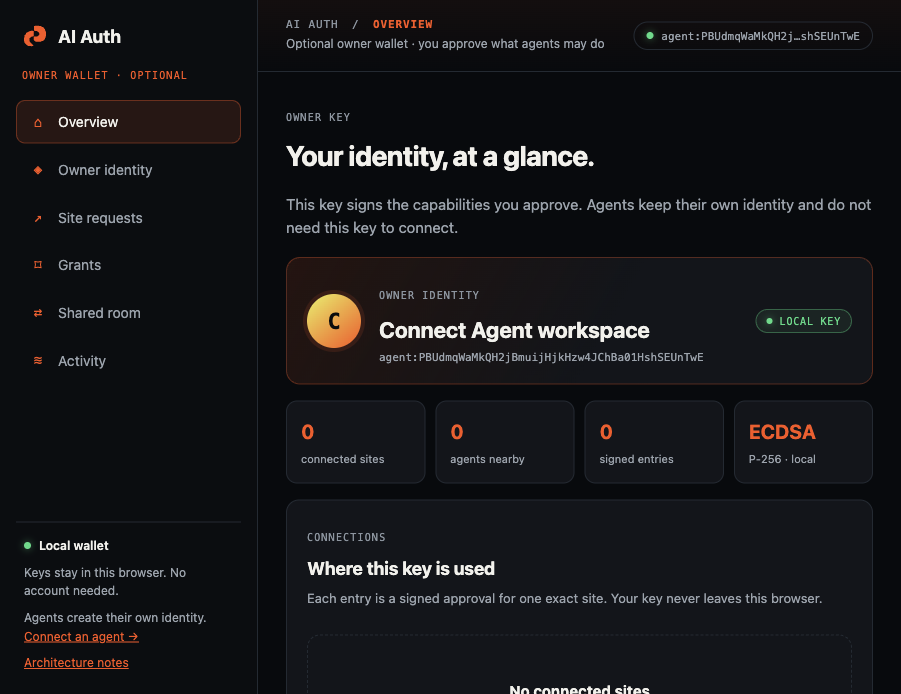 AI Auth
OWNER WALLET · OPTIONAL
Overview
Owner identity
Site requests
Grants
Shared room
Activity
Local wallet
Keys stay in this browser. No
account needed.
Agents create their own identity.
Connect an agent →
Architecture notes
AI AUTH / OVERVIEW
Optional owner wallet · you approve what agents may do
agent:PBUdmqWaMkQH2j…shSEUnTwE
OWNER KEY
Your identity, at a glance.
This key signs the capabilities you approve. Agents keep their own identity and do not
need this key to connect.
C
OWNER IDENTITY
Connect Agent workspace
agent:PBUdmqWaMkQH2jBmuijHjkHzw4JChBa01HshSEUnTwE
LOCAL KEY
0
connected sites
0
agents nearby
0
signed entries
ECDSA
P-256 · local
CONNECTIONS
Where this key is used
Each entry is a signed approval for one exact site. Your key never leaves this browser.
No connected sites